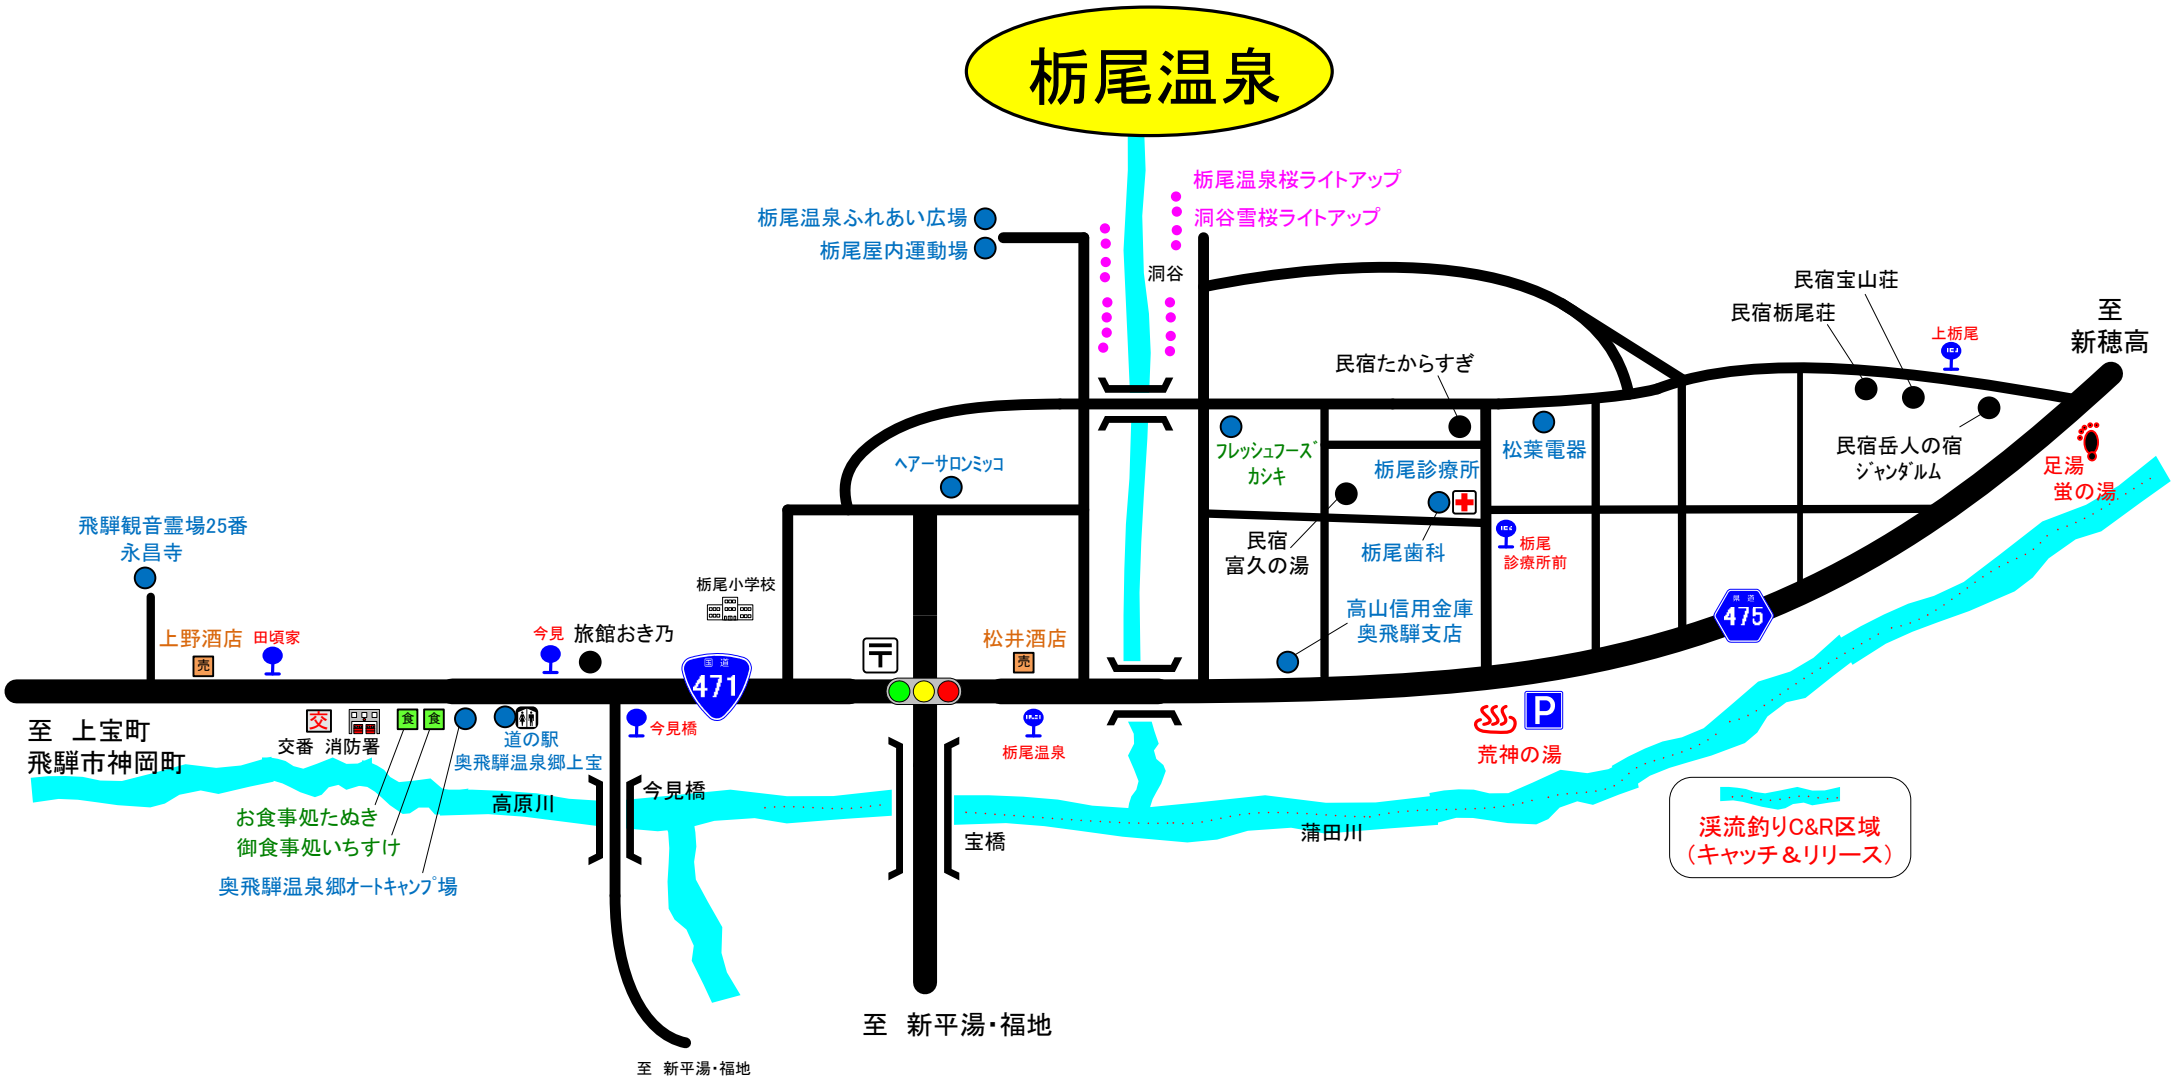 栃尾温泉
栃尾温泉桜ライトアップ
洞谷雪桜ライトアップ
栃尾温泉ふれあい広場
栃尾屋内運動場
洞谷
民宿宝山荘
民宿栃尾荘
上栃尾
至
新穂高
民宿たからすぎ
フレッシュフーズ
カシキ
松葉電器
栃尾診療所
民宿岳人の宿
ジャンダルム
足湯
蛍の湯
ヘアーサロンミッコ
飛騨観音霊場25番
永昌寺
民宿
富久の湯
栃尾歯科
栃尾
診療所前
栃尾小学校
高山信用金庫
奥飛騨支店
県道
475
上野酒店
売
田頃家
今見
旅館おき乃
国道
471
〒
松井酒店
売
至 上宝町
飛騨市神岡町
交
交番
消防署
食
食
道の駅
奥飛騨温泉郷上宝
今見橋
栃尾温泉
P
荒神の湯
高原川
今見橋
宝橋
蒲田川
お食事処たぬき
御食事処いちすけ
奥飛騨温泉郷オートキャンプ場
渓流釣りC&R区域
(キャッチ&リリース)
至 新平湯・福地
至 新平湯・福地